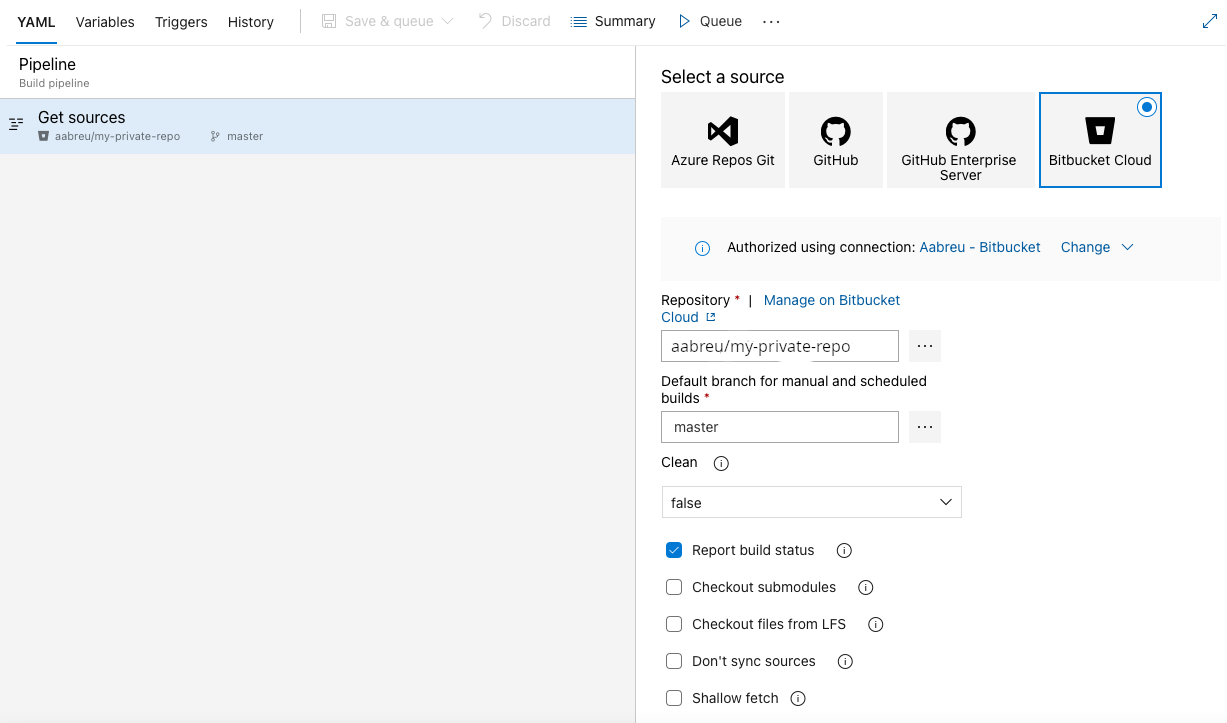 YAML Variables Triggers History Save & queue Discard Summary Queue ...
Pipeline
Build pipeline
Get sources
aabreu/my-private-repo master
Select a source
Azure Repos Git
GitHub
GitHub Enterprise
Server
Bitbucket Cloud
Authorized using connection: Aabreu - Bitbucket Change
Repository * | Manage on Bitbucket
Cloud
aabreu/my-private-repo ...
Default branch for manual and scheduled
builds *
master ...
Clean
false
Report build status
Checkout submodules
Checkout files from LFS
Don't sync sources
Shallow fetch